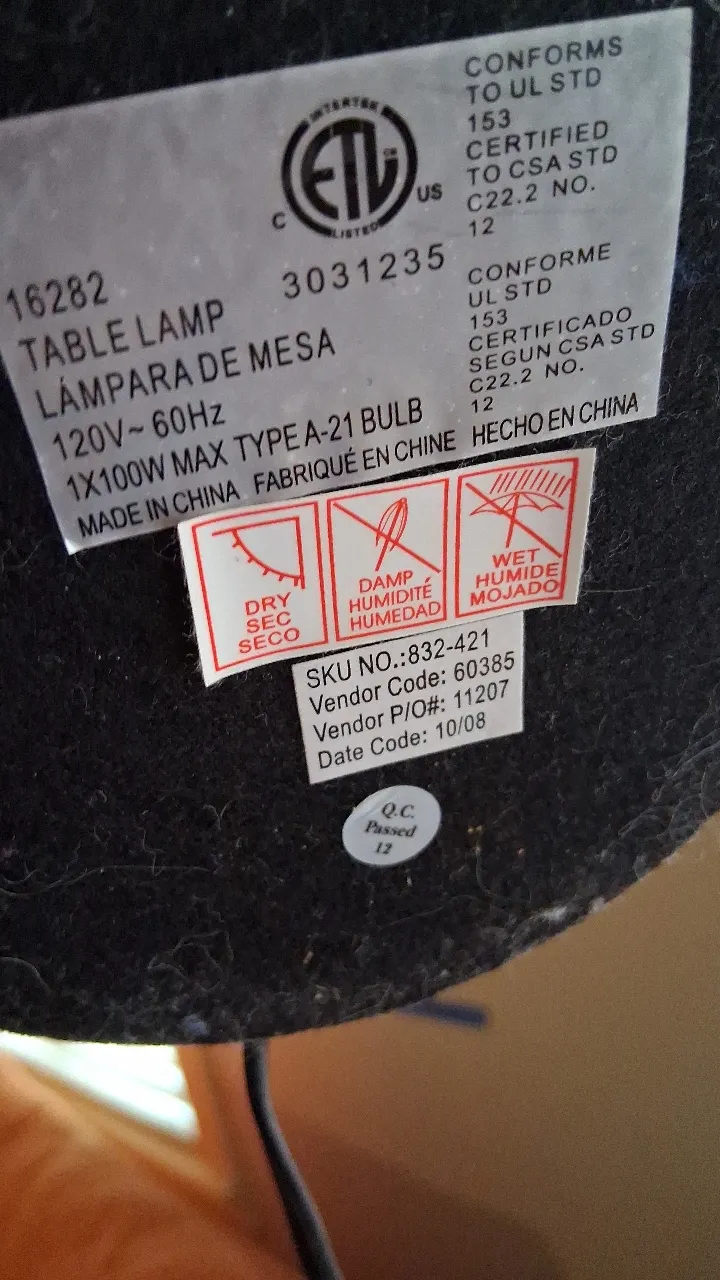 INTERTEK
ETL
CM
C
US
LISTED
3031235
CONFORMS
TO UL STD
153
CERTIFIED
TO CSA STD
C22.2 NO.
12
CONFORME
UL STD
153
CERTIFICADO
SEGUN CSA STD
C22.2 NO.
12
16282
TABLE LAMP
LÁMPARA DE MESA
120V~ 60Hz
1X100W MAX TYPE A-21 BULB
MADE IN CHINA FABRIQUÉ EN CHINE HECHO EN CHINA
DRY
SEC
SECO
DAMP
HUMIDITÉ
HUMEDAD
WET
HUMIDE
MOJADO
SKU NO.:832-421
Vendor Code: 60385
Vendor P/O#: 11207
Date Code: 10/08
Q.C.
Passed
12